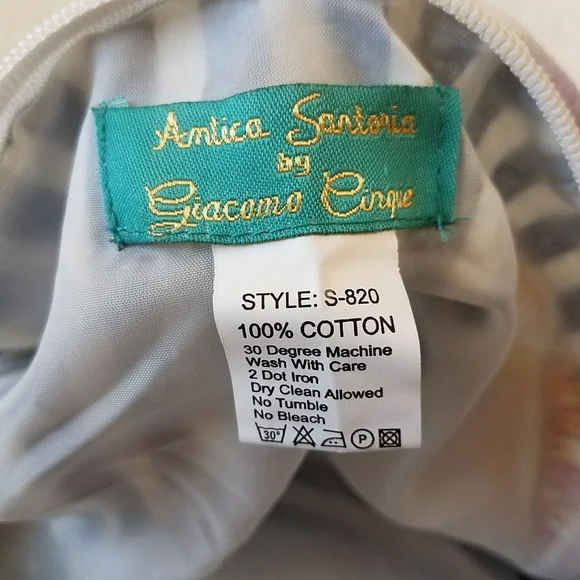 Antica Sartoria
by
Giacomo Cinque
STYLE: S-820
100% COTTON
30 Degree Machine
Wash With Care
2 Dot Iron
Dry Clean Allowed
No Tumble
No Bleach
30° P